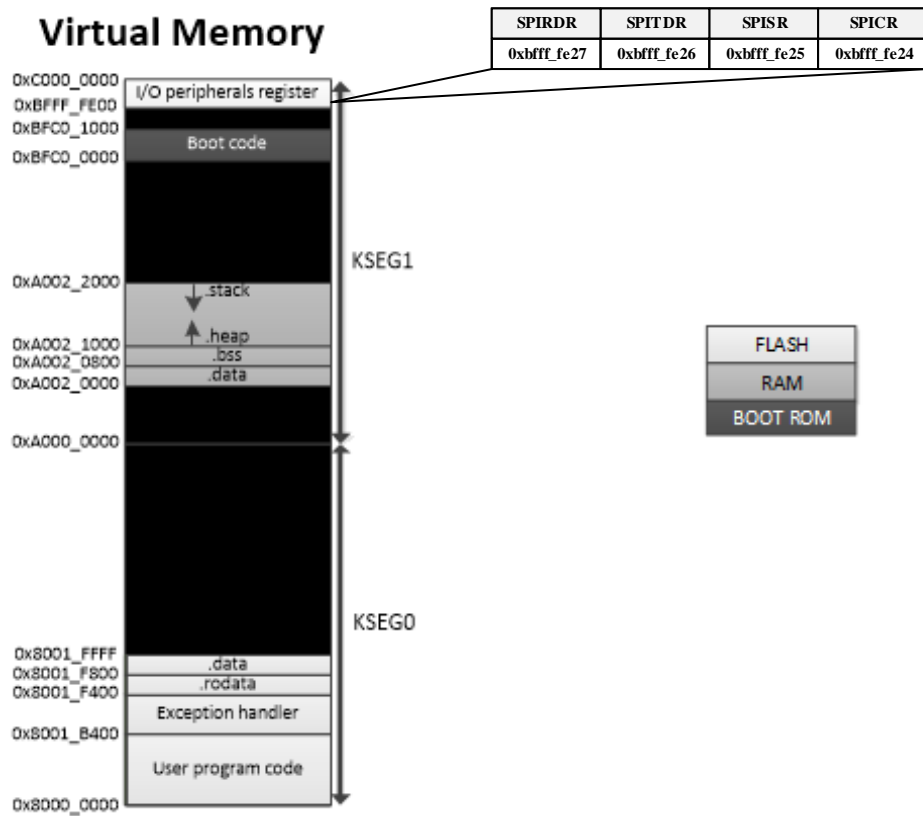 Virtual Memory
SPIRDR SPITDR SPISR SPICR
0xbfff_fe27 0xbfff_fe26 0xbfff_fe25 0xbfff_fe24
0xC000_0000
I/O peripherals register
0xBFFF_FE00
0xBFC0_1000
Boot code
0xBFC0_0000
KSEG1
0xA002_2000
.stack
.heap
0xA002_1000
.bss
0xA002_0800
.data
0xA002_0000
FLASH
RAM
BOOT ROM
0xA000_0000
KSEG0
0x8001_FFFF
.data
0x8001_F800
.rodata
0x8001_F400
Exception handler
0x8001_B400
User program code
0x8000_0000